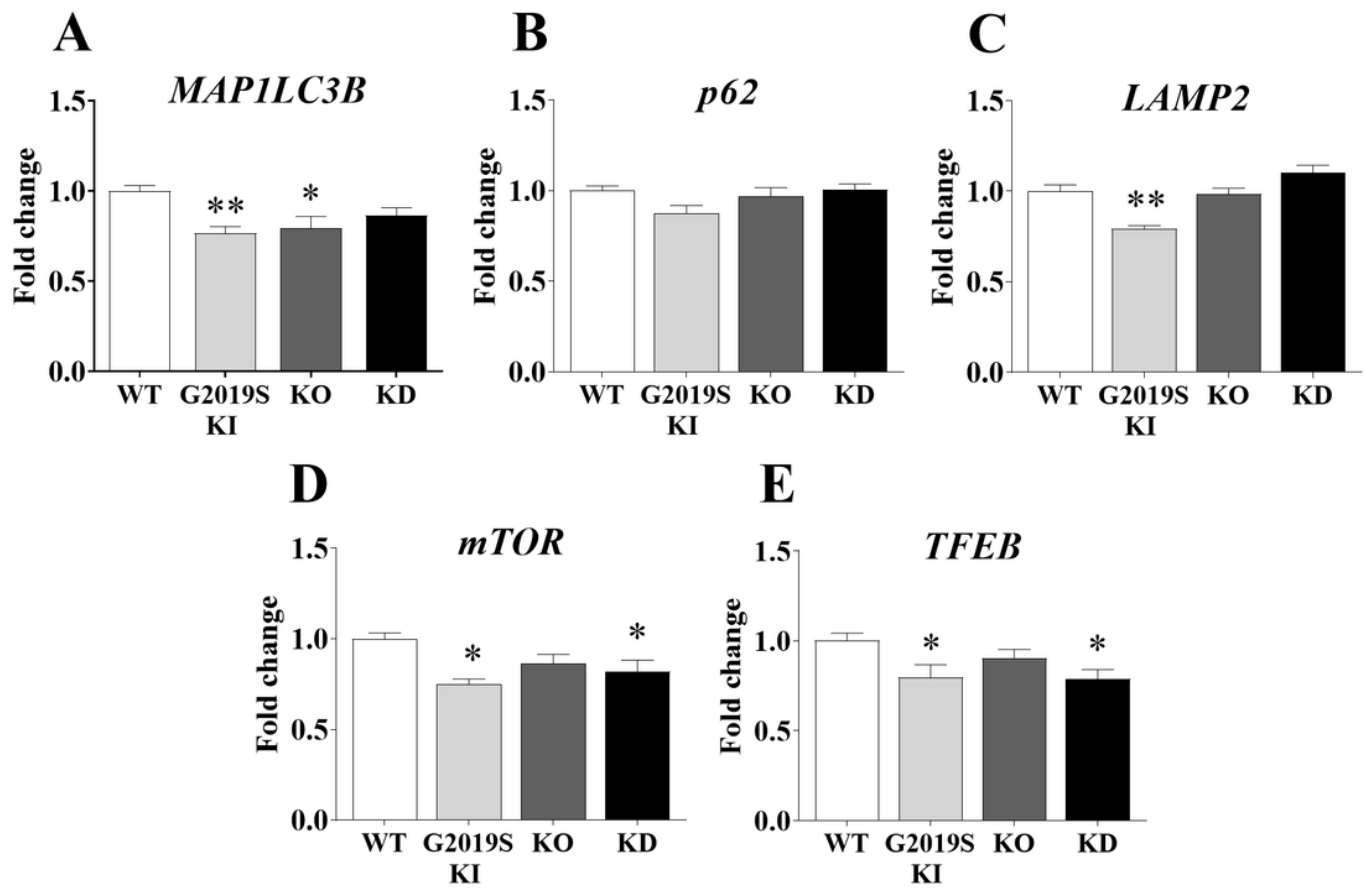 A
MAP1LC3B
Fold change
1.5
1.0
0.5
0.0
** *
WT G2019S KI KO KD
B
p62
Fold change
1.5
1.0
0.5
0.0
WT G2019S KI KO KD
C
LAMP2
Fold change
1.5
1.0
0.5
0.0
**
WT G2019S KI KO KD
D
mTOR
Fold change
1.5
1.0
0.5
0.0
* *
WT G2019S KI KO KD
E
TFEB
Fold change
1.5
1.0
0.5
0.0
* *
WT G2019S KI KO KD